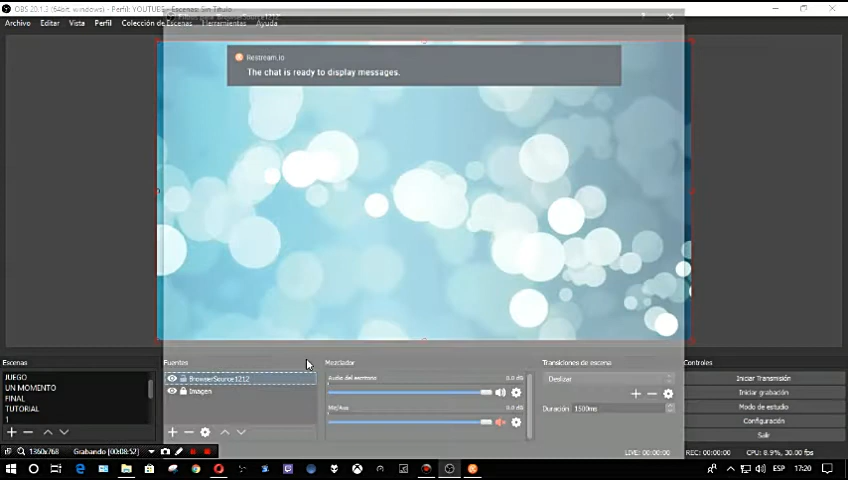 OBS 20.1.3 (64bit, windows) - Perfil: YOUTUBE - Escenas: Sin Título
Filtros para 'BrowserSource1212'
Archivo Editar Vista Perfil Colección de Escenas Herramientas Ayuda
Restream.io
The chat is ready to display messages.
Escenas
JUEGO
UN MOMENTO
FINAL
TUTORIAL
1
Fuentes
BrowserSource1212
Imagen
Mezclador
Audio del escritorio 0.0 dB
Mic/Aux 0.0 dB
Transiciones de escena
Deslizar
Duración 1500ms
Controles
Iniciar Transmisión
Iniciar grabación
Modo de estudio
Configuración
Salir
LIVE: 00:00:00 REC: 00:00:00 CPU: 8.9%, 30.00 fps
1360x768 Grabando [00:08:52]
ESP 17:20